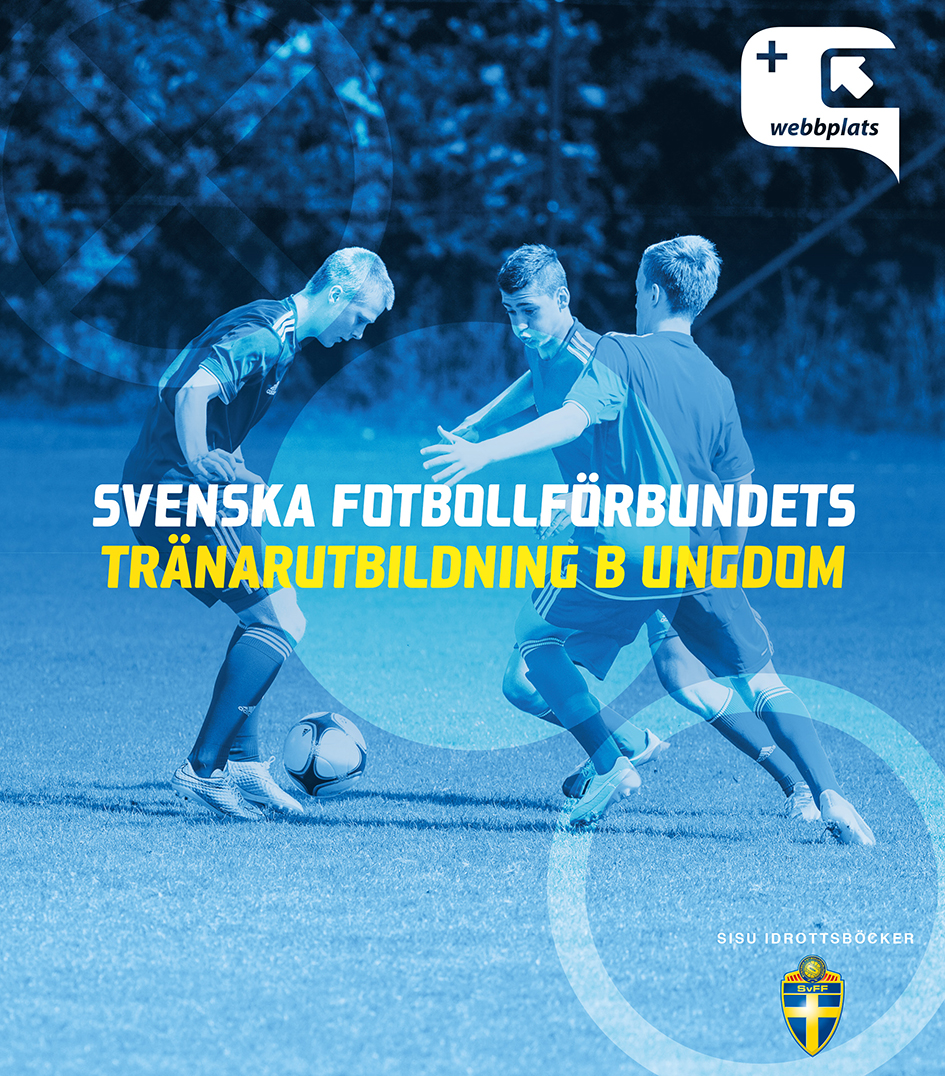 +
webbplats
SVENSKA FOTBOLLFÖRBUNDETS
TRÄNARUTBILDNING B UNGDOM
SISU IDROTTSBÖCKER
SvFF